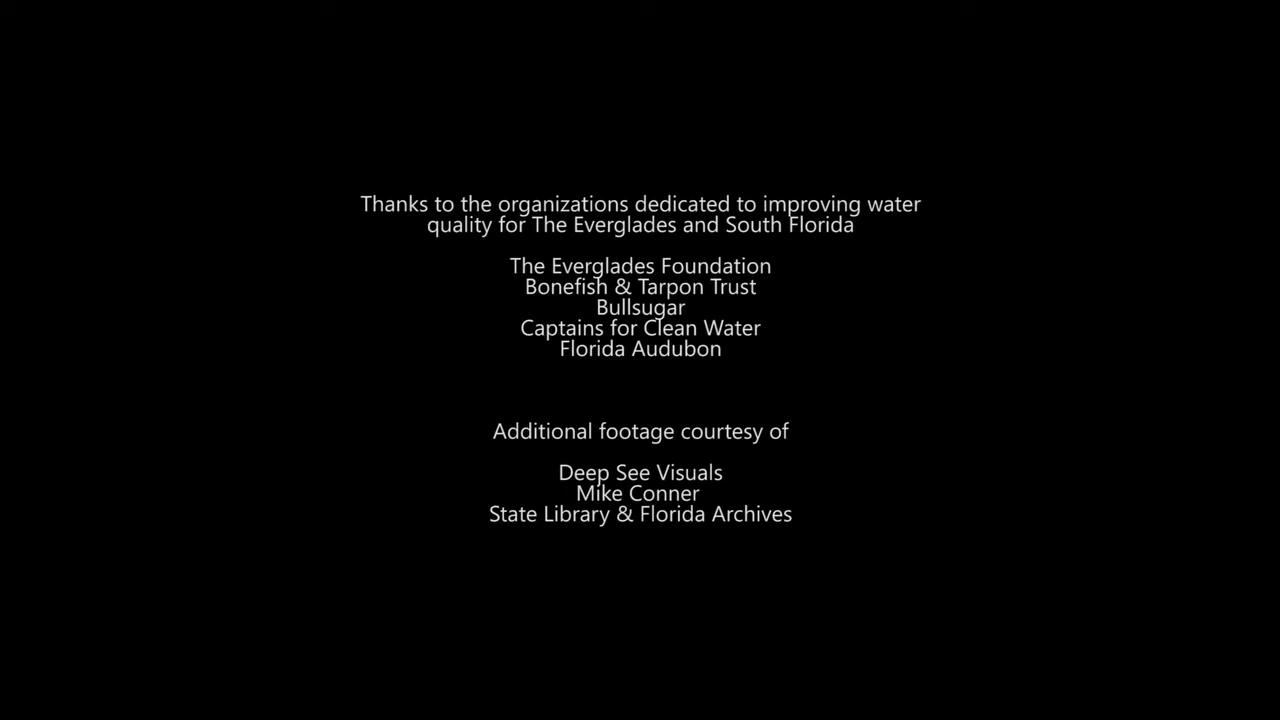 Thanks to the organizations dedicated to improving water
quality for The Everglades and South Florida
The Everglades Foundation
Bonefish & Tarpon Trust
Bullsugar
Captains for Clean Water
Florida Audubon
Additional footage courtesy of
Deep See Visuals
Mike Conner
State Library & Florida Archives